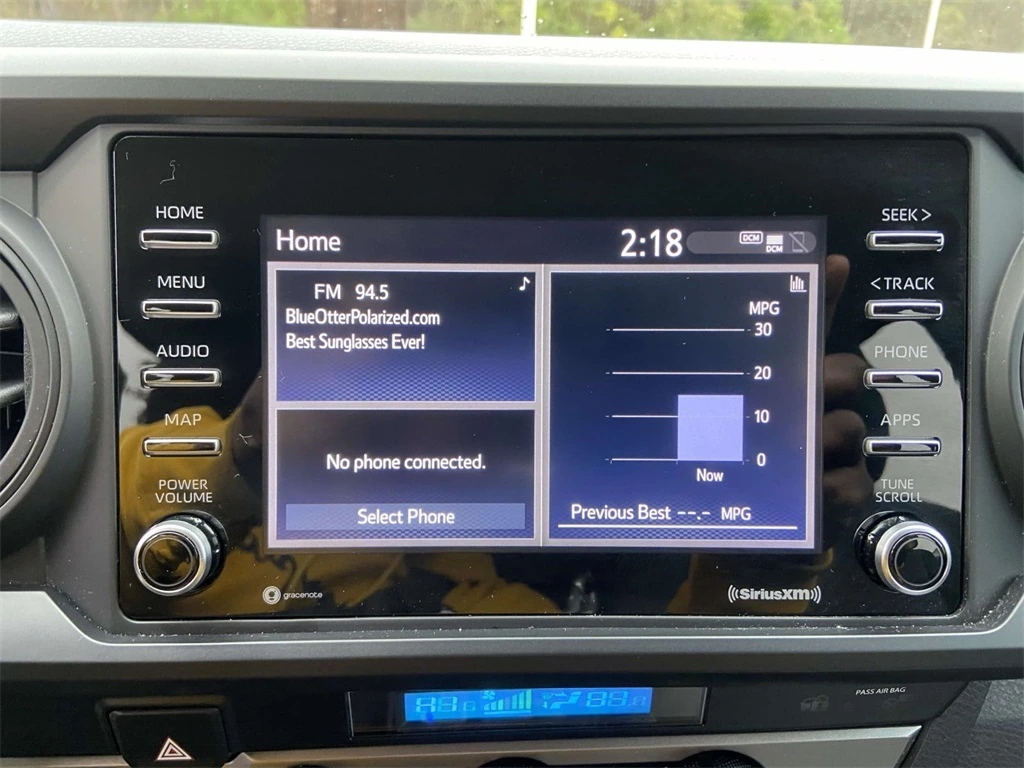 HOME
MENU
AUDIO
MAP
POWER
VOLUME
Home
2:18
DCM
DCM
FM 94.5
BlueOtterPolarized.com
Best Sunglasses Ever!
No phone connected.
Select Phone
MPG
30
20
10
0
Now
Previous Best --.- MPG
SEEK >
< TRACK
PHONE
APPS
TUNE
SCROLL
gracenote
SiriusXM
PASS AIR BAG